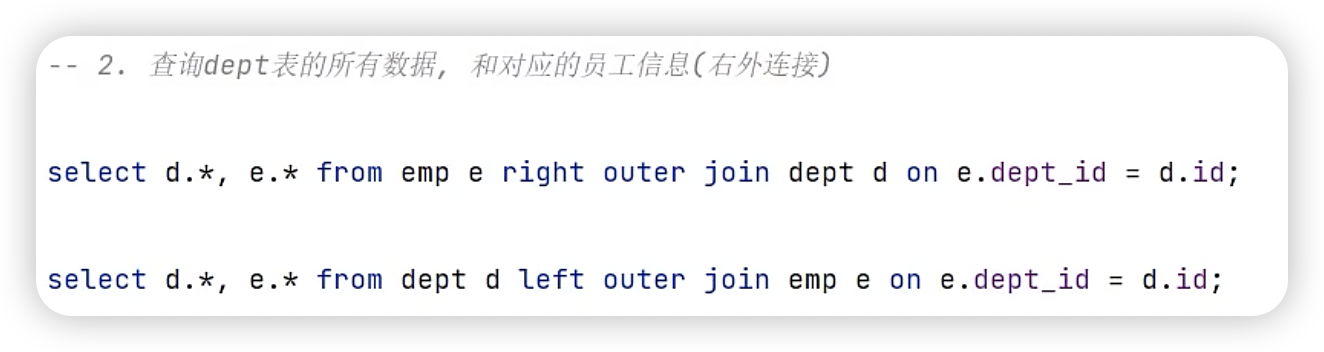 -- 2. 查询dept表的所有数据, 和对应的员工信息(右外连接)
select d.*, e.* from emp e right outer join dept d on e.dept_id = d.id;
select d.*, e.* from dept d left outer join emp e on e.dept_id = d.id;